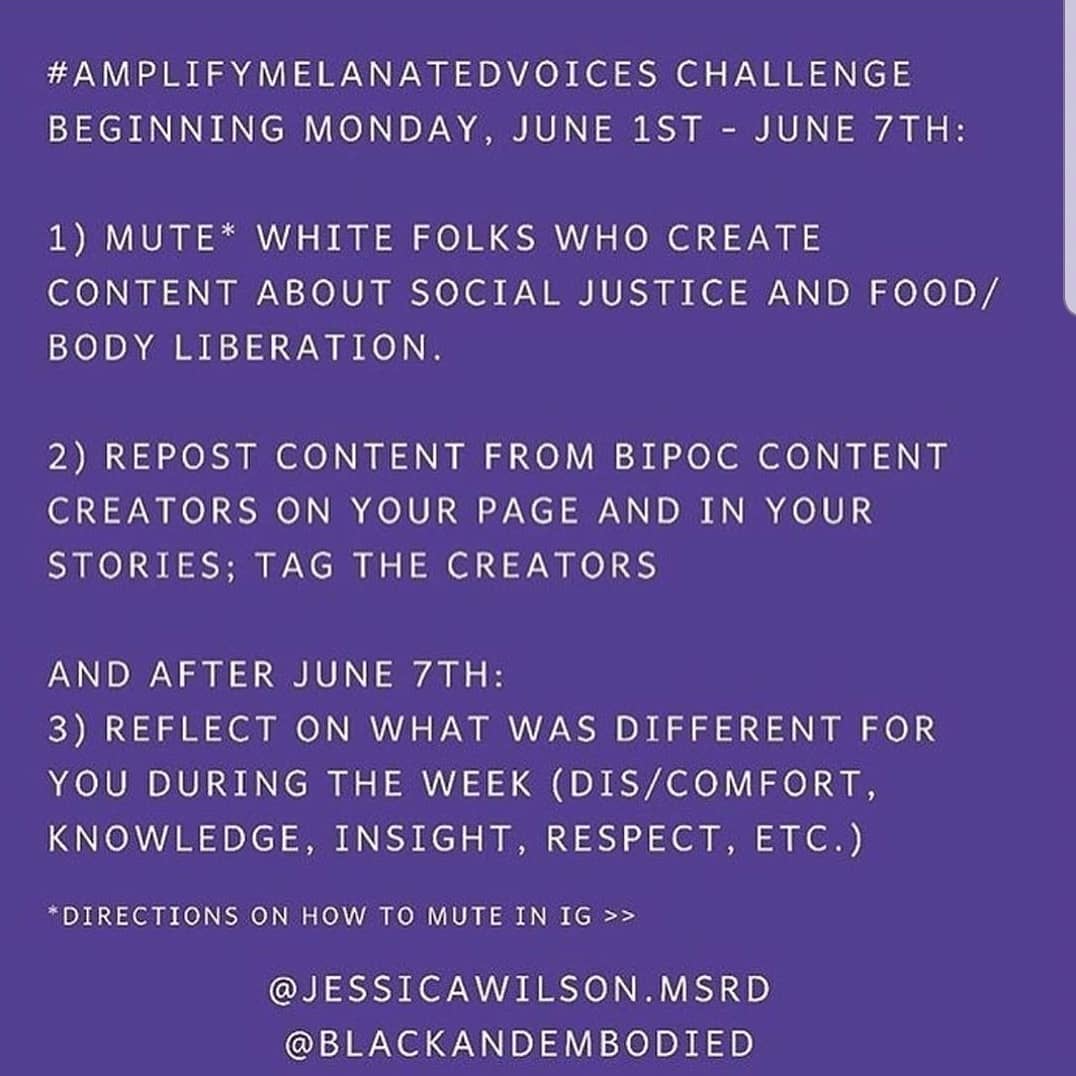 #AMPLIFYMELANATEDVOICES CHALLENGE
BEGINNING MONDAY, JUNE 1ST - JUNE 7TH:
1) MUTE* WHITE FOLKS WHO CREATE
CONTENT ABOUT SOCIAL JUSTICE AND FOOD/
BODY LIBERATION.
2) REPOST CONTENT FROM BIPOC CONTENT
CREATORS ON YOUR PAGE AND IN YOUR
STORIES; TAG THE CREATORS
AND AFTER JUNE 7TH:
3) REFLECT ON WHAT WAS DIFFERENT FOR
YOU DURING THE WEEK (DIS/COMFORT,
KNOWLEDGE, INSIGHT, RESPECT, ETC.)
*DIRECTIONS ON HOW TO MUTE IN IG >>
@JESSICAWILSON.MSRD
@BLACKANDEMBODIED